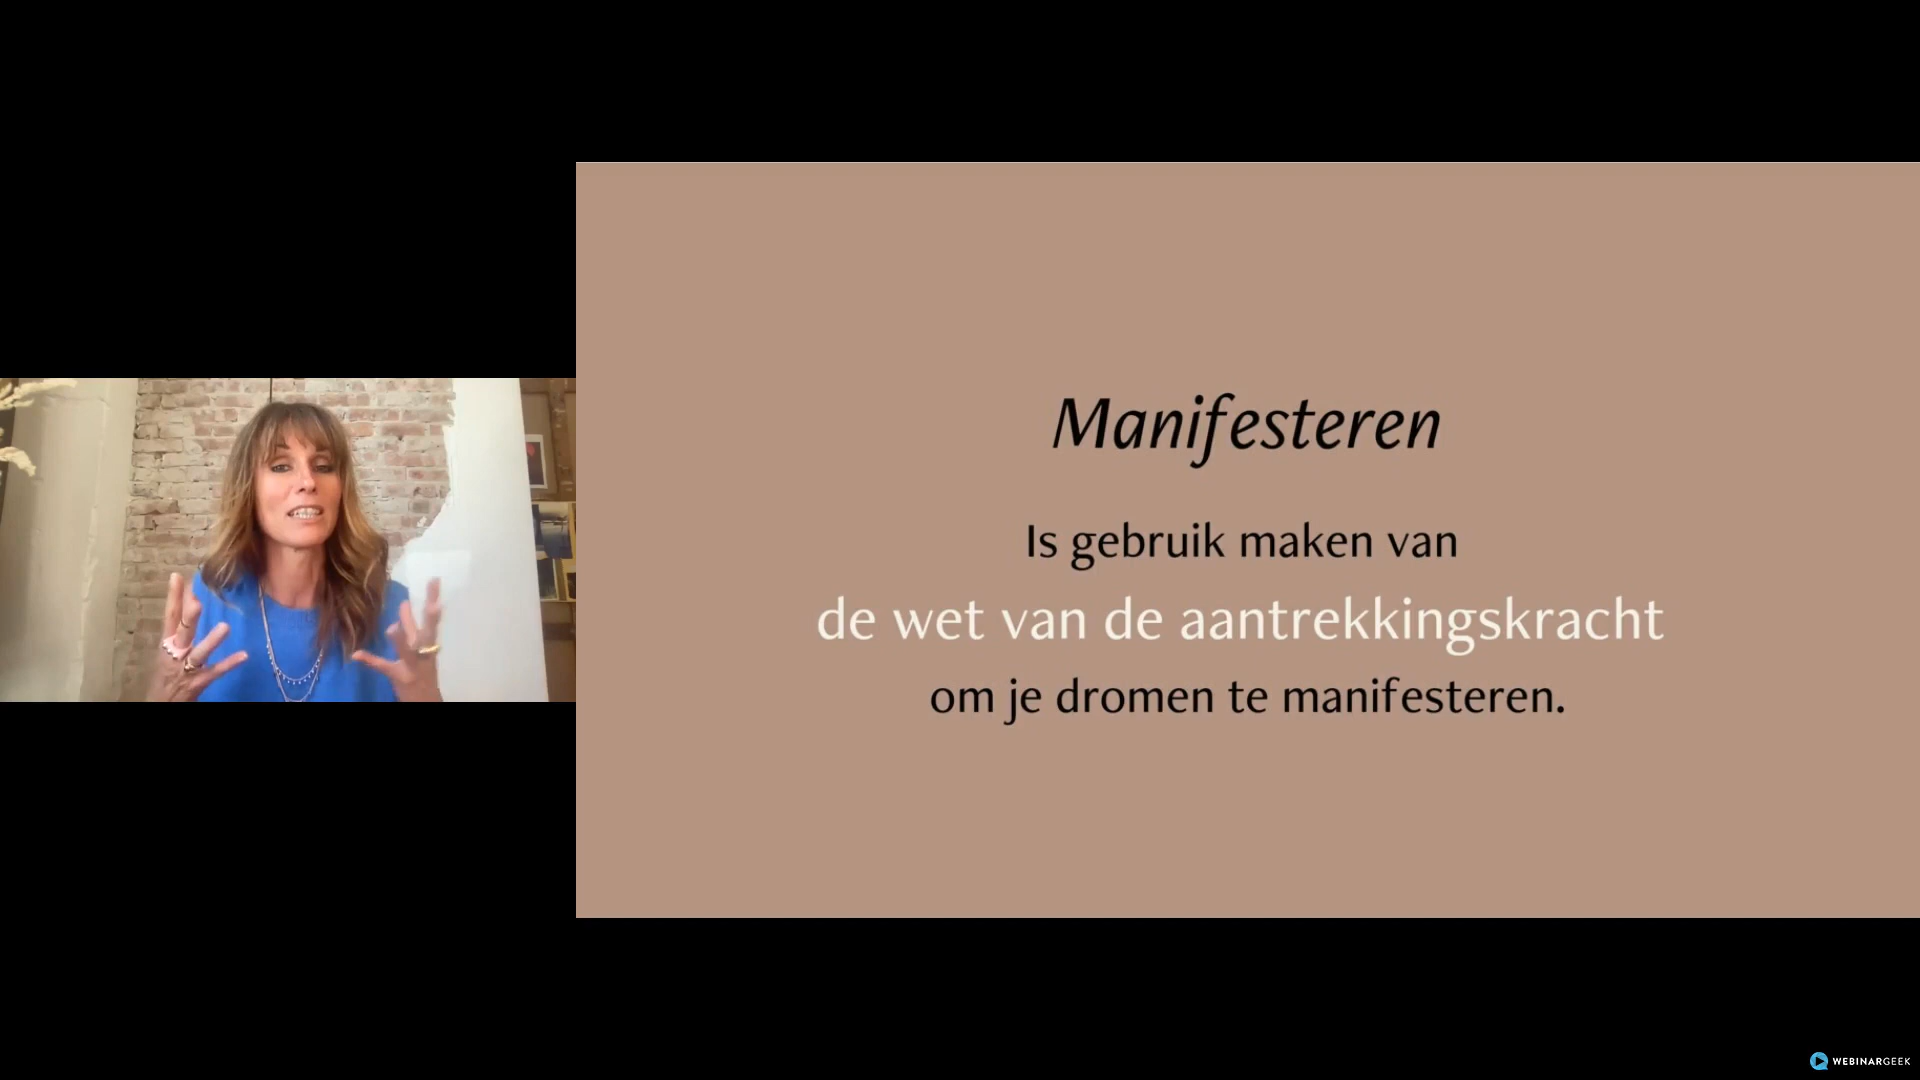 Manifesteren
Is gebruik maken van
de wet van de aantrekkingskracht
om je dromen te manifesteren.
WEBINARGEEK